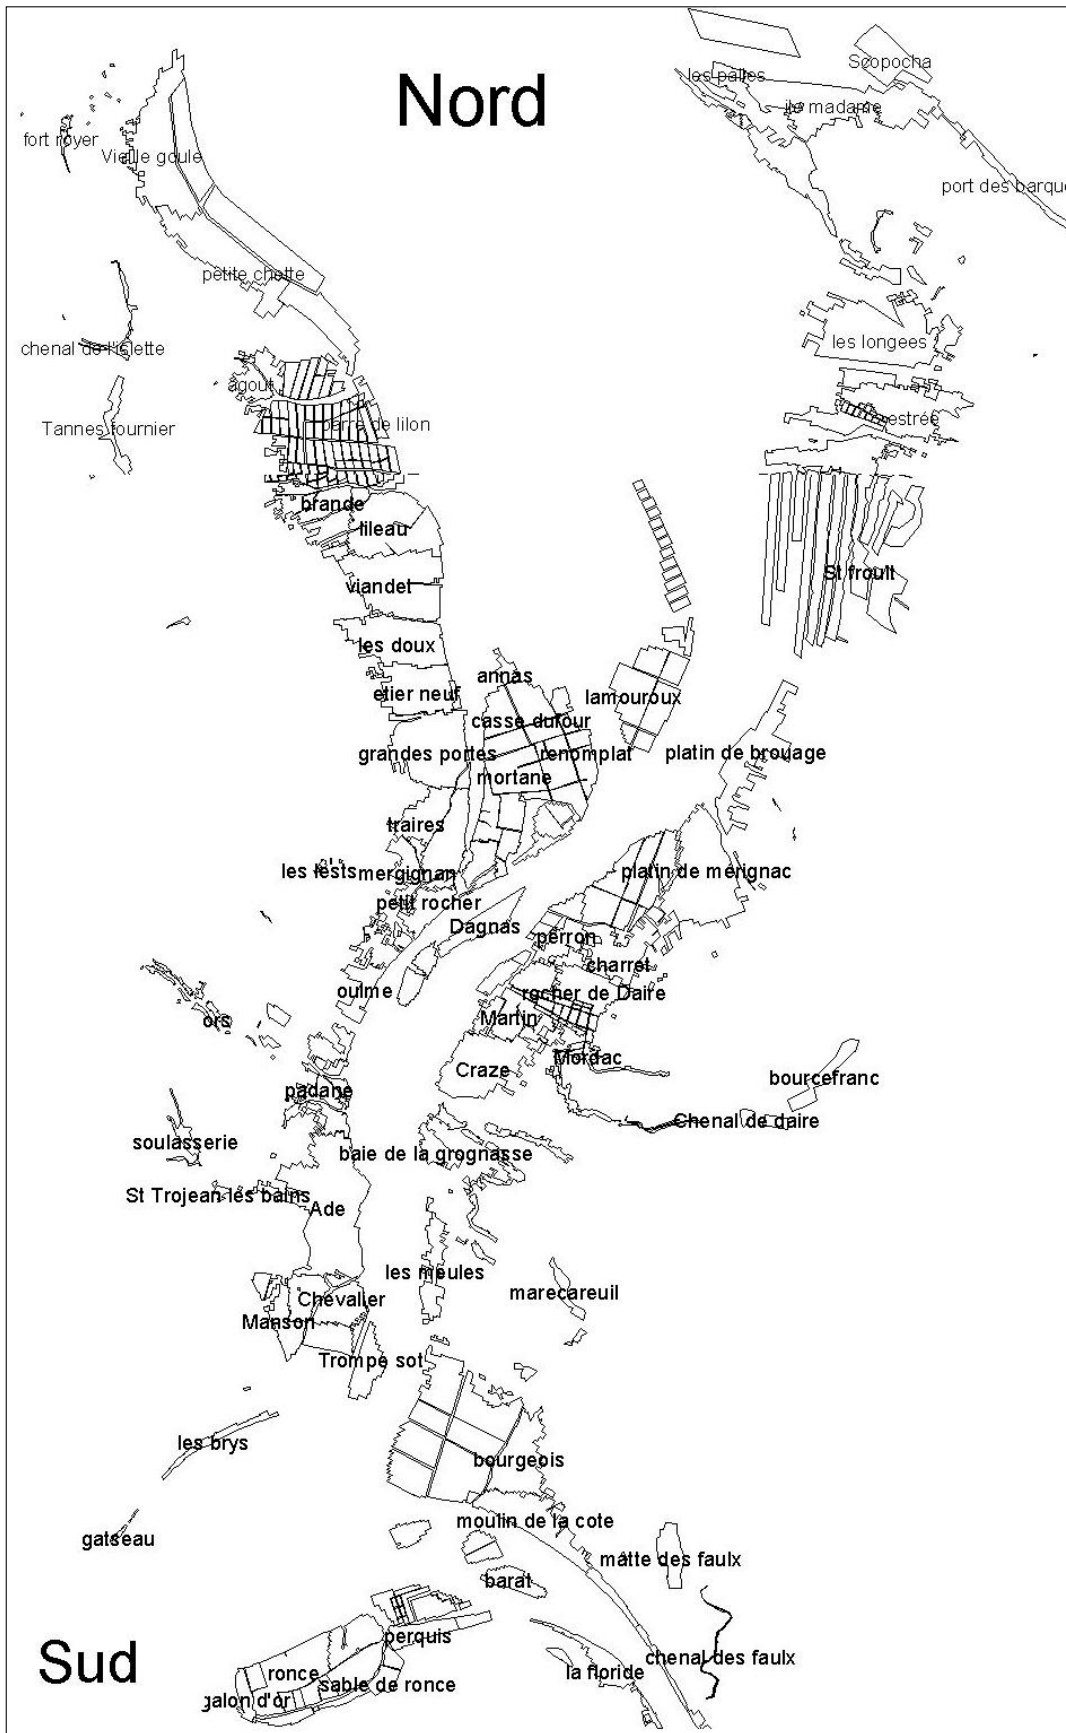 Scopocha
les palles
Nord
ile madame
fort royer
Vieille goule
port des barque
petite chette
les longees
chenal de l'islette
agout
estrée
barre de lilon
Tannes fournier
brande
lileau
St froult
viandet
les doux
annas
etier neuf
lamouroux
casse dufour
grandes portes
renomplat
platin de brouage
mortane
traires
les lests
mergignan
platin de mérignac
petit rocher
Dagnas
perron
charret
oulme
rocher de Daire
ors
Martin
Mordac
Craze
bourcefranc
padane
Chenal de daire
soulasserie
baie de la grognasse
St Trojean les bains
Ade
les meules
marecareuil
Chevalier
Manson
Trompe sot
les brys
bourgeois
moulin de la cote
gatseau
matte des faulx
barat
perquis
Sud
chenal des faulx
ronce
la floride
sable de ronce
galon d'or